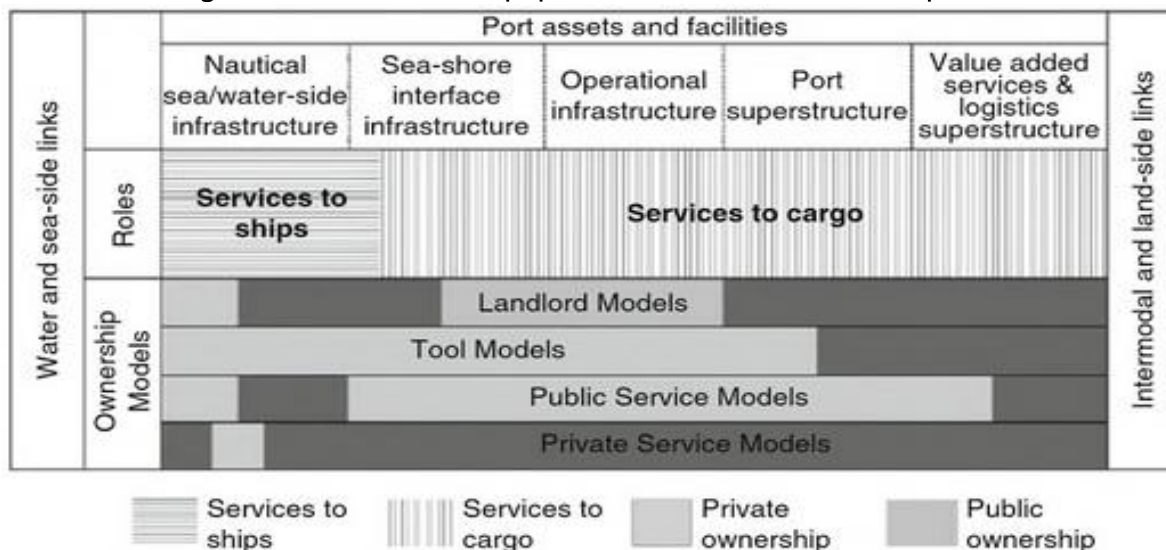 Port assets and facilities
Nautical
sea/water-side
infrastructure
Sea-shore
interface
infrastructure
Operational
infrastructure
Port
superstructure
Value added
services &
logistics
superstructure
Water and sea-side links
Roles
Services to
ships
Services to cargo
Intermodal and land-side links
Ownership
Models
Landlord Models
Tool Models
Public Service Models
Private Service Models
Services to
ships
Services to
cargo
Private
ownership
Public
ownership